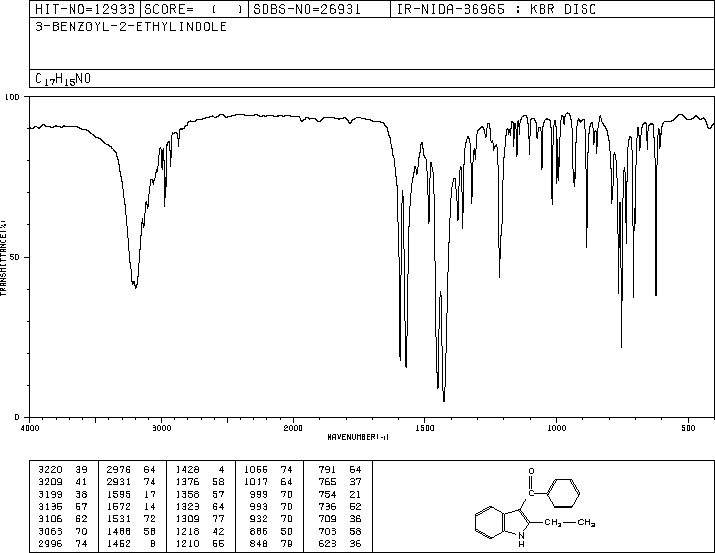 HIT-NO=12933 SCORE= ( ) SDBS-NO=26931 IR-NIDA-36965 : KBR DISC
3-BENZOYL-2-ETHYLINDOLE
C17H15NO
100
50
0
TRANSMITTANCE(%)
4000 3000 2000 1500 1000 500
WAVENUMBER(-1)
3220 39 2976 64 1428 4 1066 74 791 64
3209 41 2931 74 1376 58 1017 64 765 37
3199 38 1595 17 1358 57 999 70 754 21
3135 57 1572 14 1323 64 993 70 736 52
3106 62 1531 72 1309 77 932 70 709 36
3063 70 1488 58 1218 42 886 50 703 58
2996 74 1452 8 1210 66 848 79 623 36
O
C
CH2 CH3
N
H